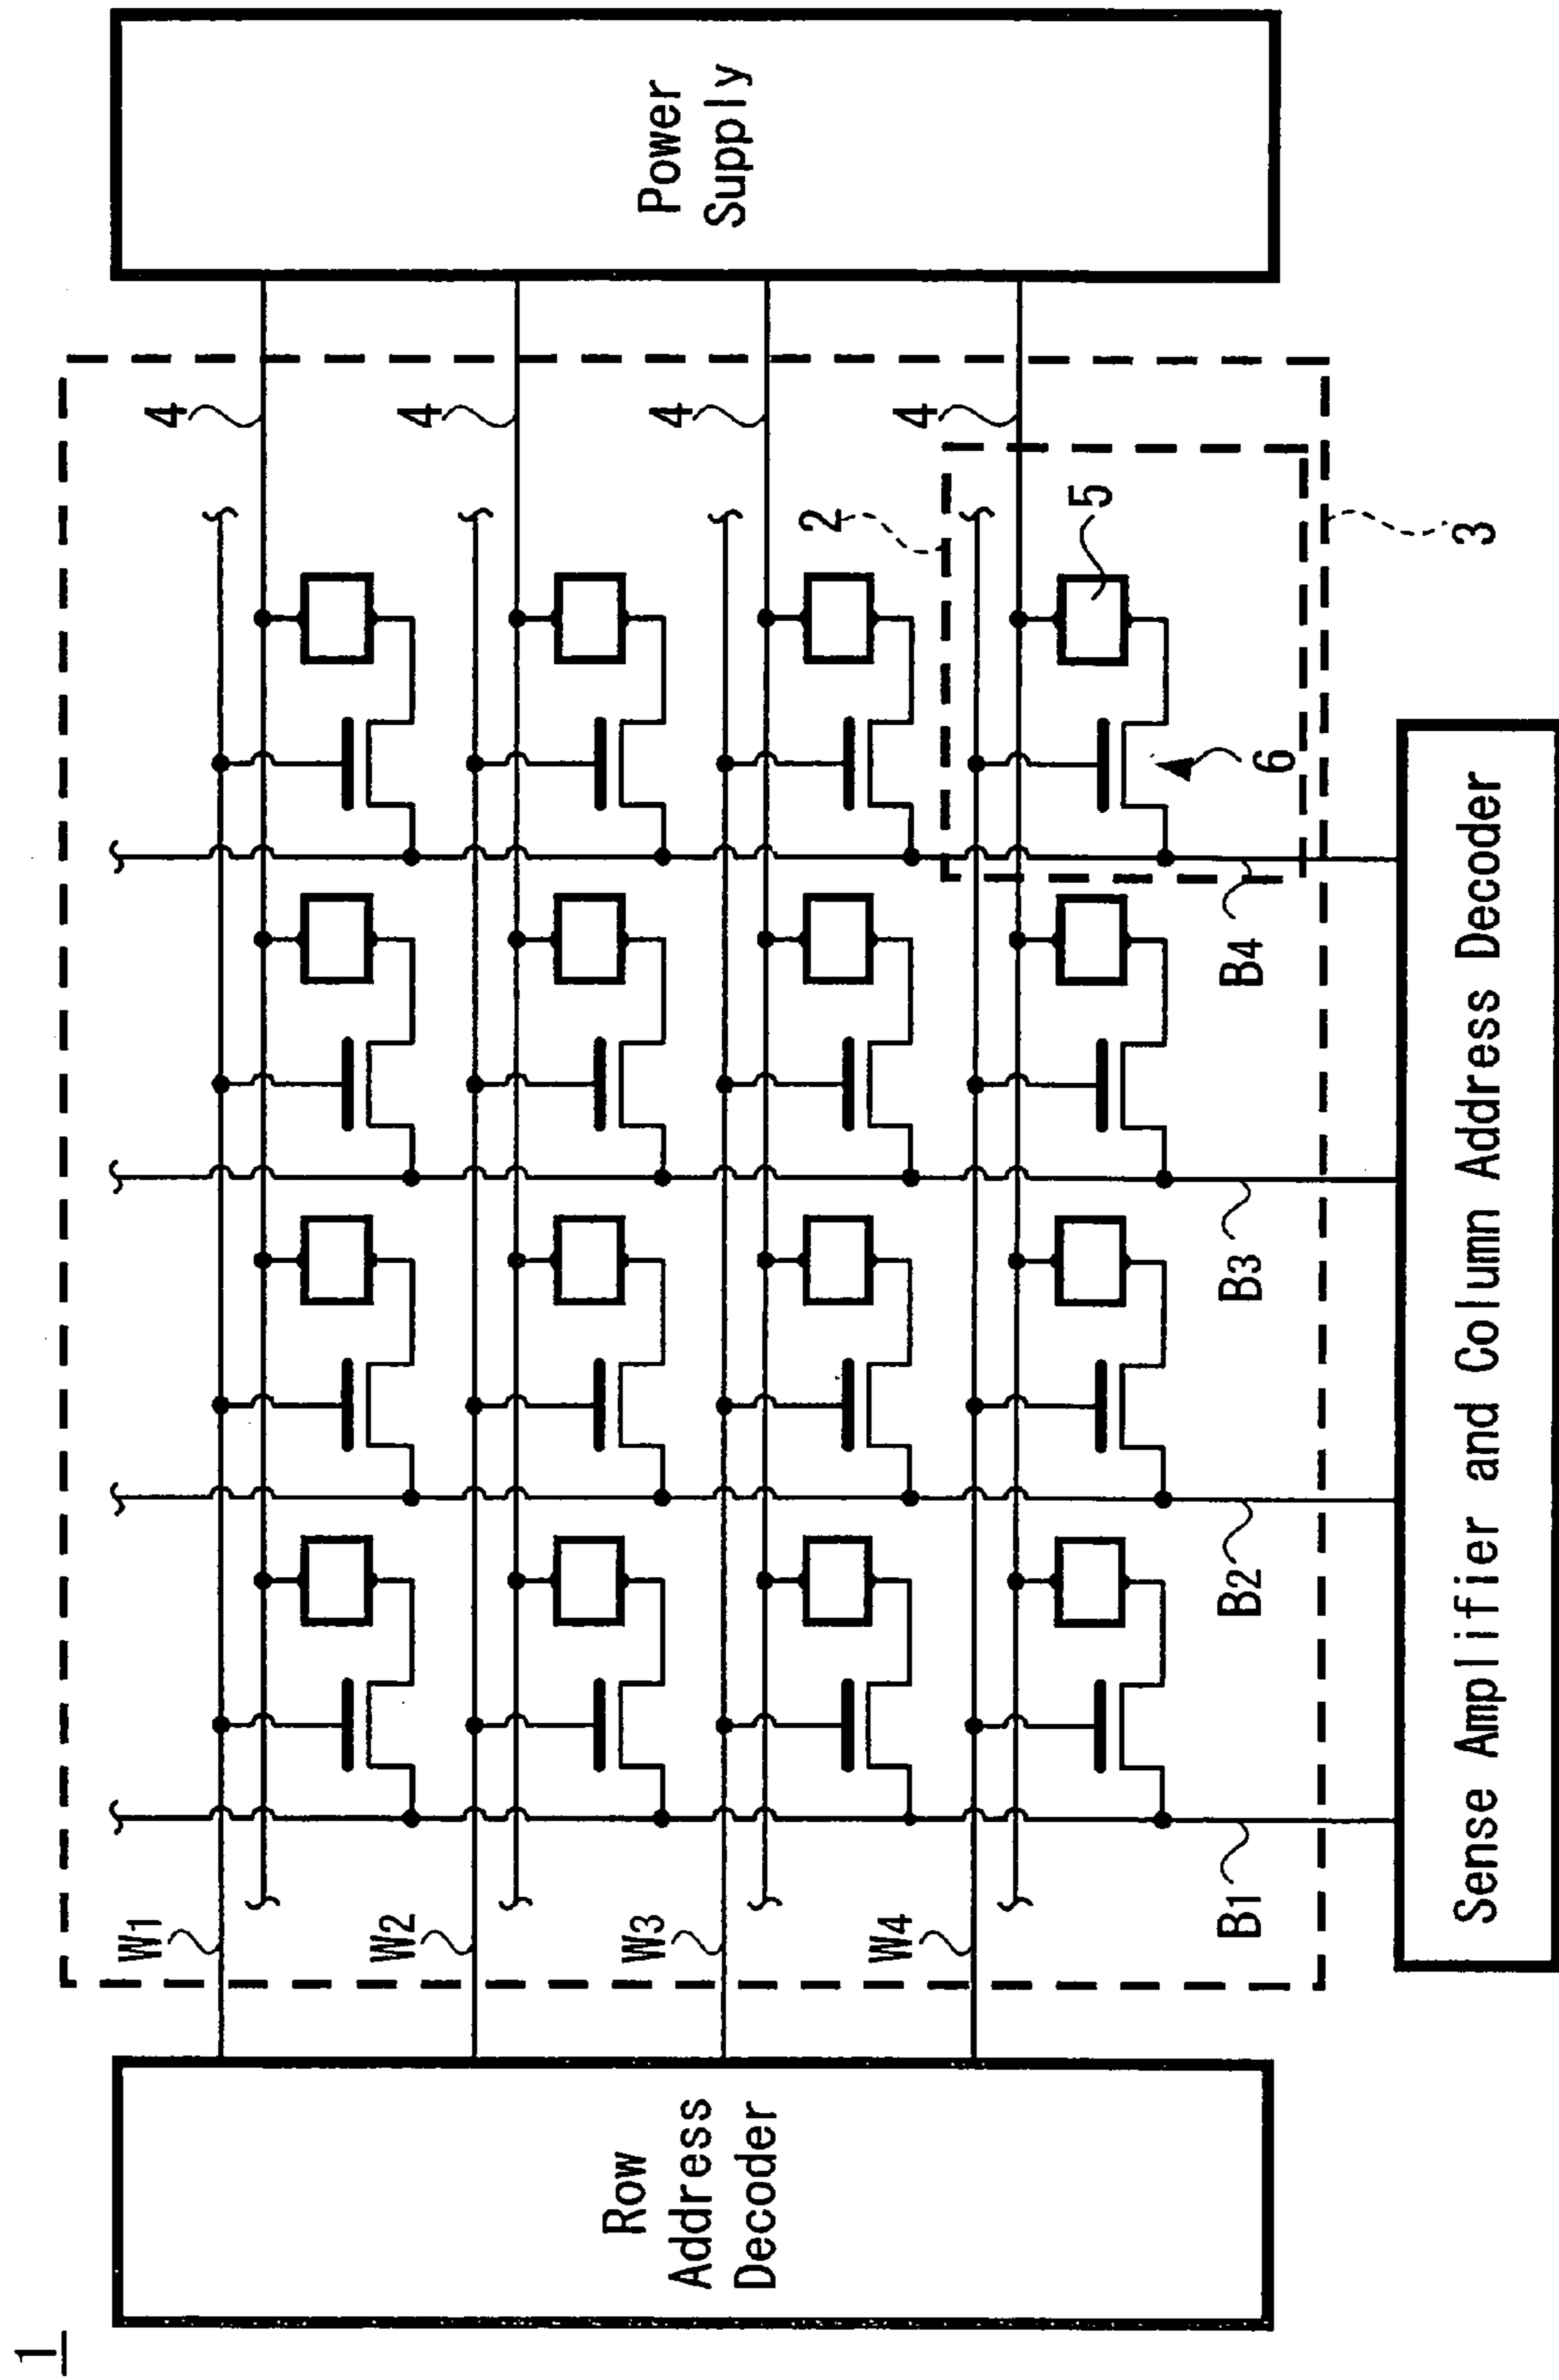 1
Row
Address
Decoder
W1
W2
W3
W4
4
4
4
4
Power
Supply
2
5
6
3
B1
B2
B3
B4
Sense Amplifier and Column Address Decoder